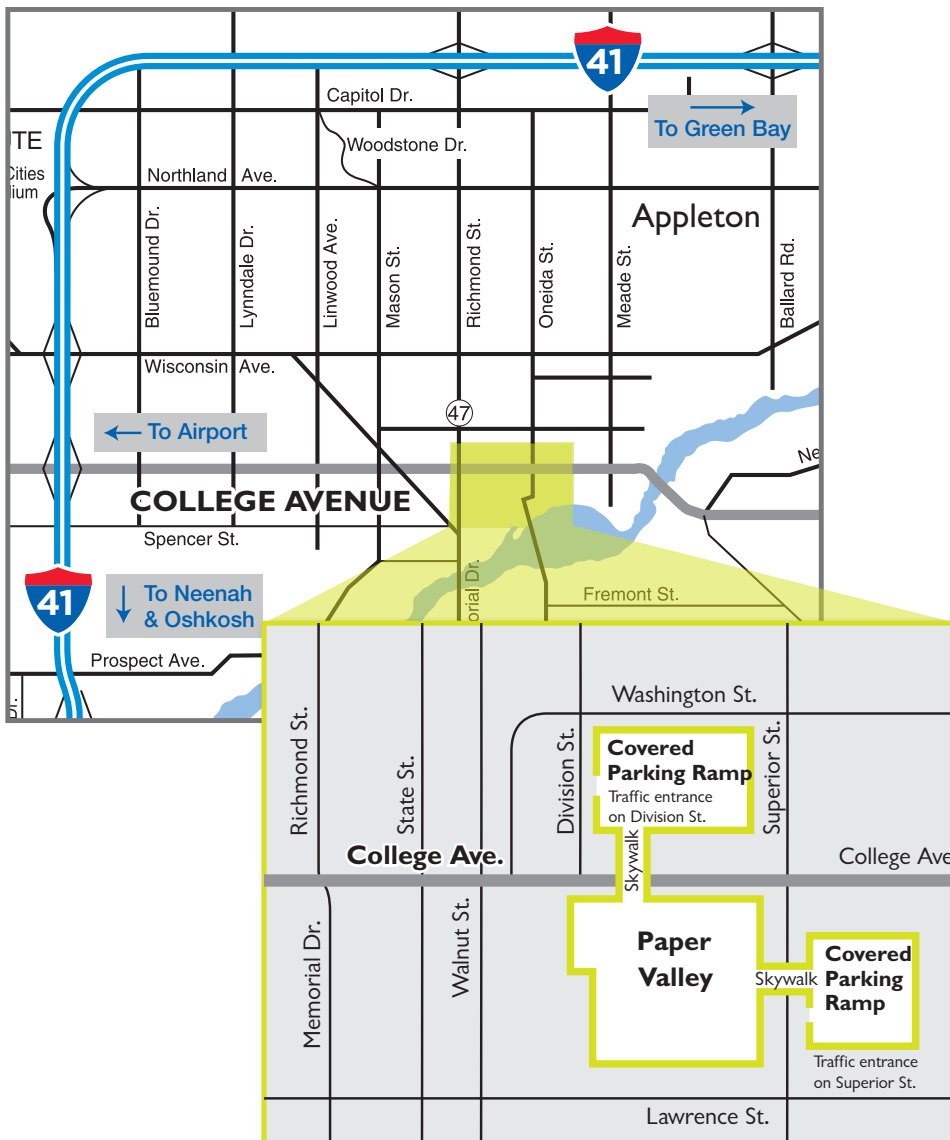 41
Capitol Dr.
To Green Bay
UTE
Woodstone Dr.
Cities
Northland Ave.
Appleton
Bluemound Dr.
Lynndale Dr.
Linwood Ave.
Mason St.
Richmond St.
Oneida St.
Meade St.
Ballard Rd.
Wisconsin Ave.
47
To Airport
Ne
COLLEGE AVENUE
Spencer St.
41
To Neenah
& Oshkosh
orial Dr.
Fremont St.
Prospect Ave.
Washington St.
Richmond St.
State St.
Division St.
Superior St.
Covered
Parking Ramp
Traffic entrance
on Division St.
College Ave.
Skywalk
College Ave
Memorial Dr.
Walnut St.
Paper
Valley
Skywalk
Covered
Parking
Ramp
Traffic entrance
on Superior St.
Lawrence St.